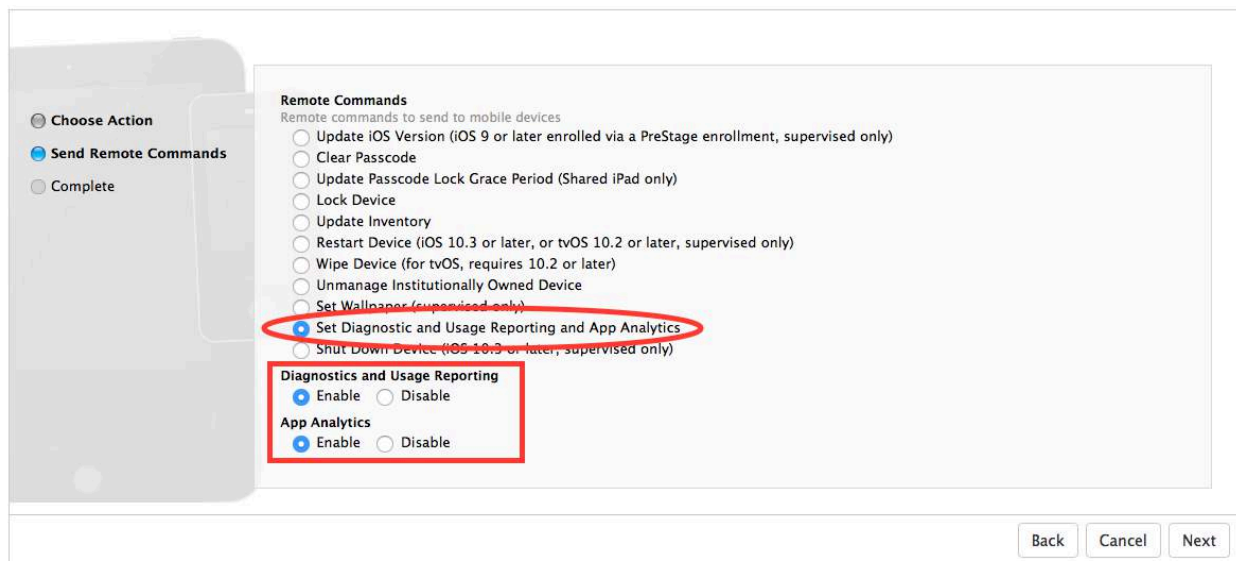 Choose Action
Send Remote Commands
Complete
Remote Commands
Remote commands to send to mobile devices
Update iOS Version (iOS 9 or later enrolled via a PreStage enrollment, supervised only)
Clear Passcode
Update Passcode Lock Grace Period (Shared iPad only)
Lock Device
Update Inventory
Restart Device (iOS 10.3 or later, or tvOS 10.2 or later, supervised only)
Wipe Device (for tvOS, requires 10.2 or later)
Unmanage Institutionally Owned Device
Set Wallpaper (supervised only)
Set Diagnostic and Usage Reporting and App Analytics
Shut Down Device (iOS 10.3 or later, supervised only)
Diagnostics and Usage Reporting
Enable Disable
App Analytics
Enable Disable
Back Cancel Next